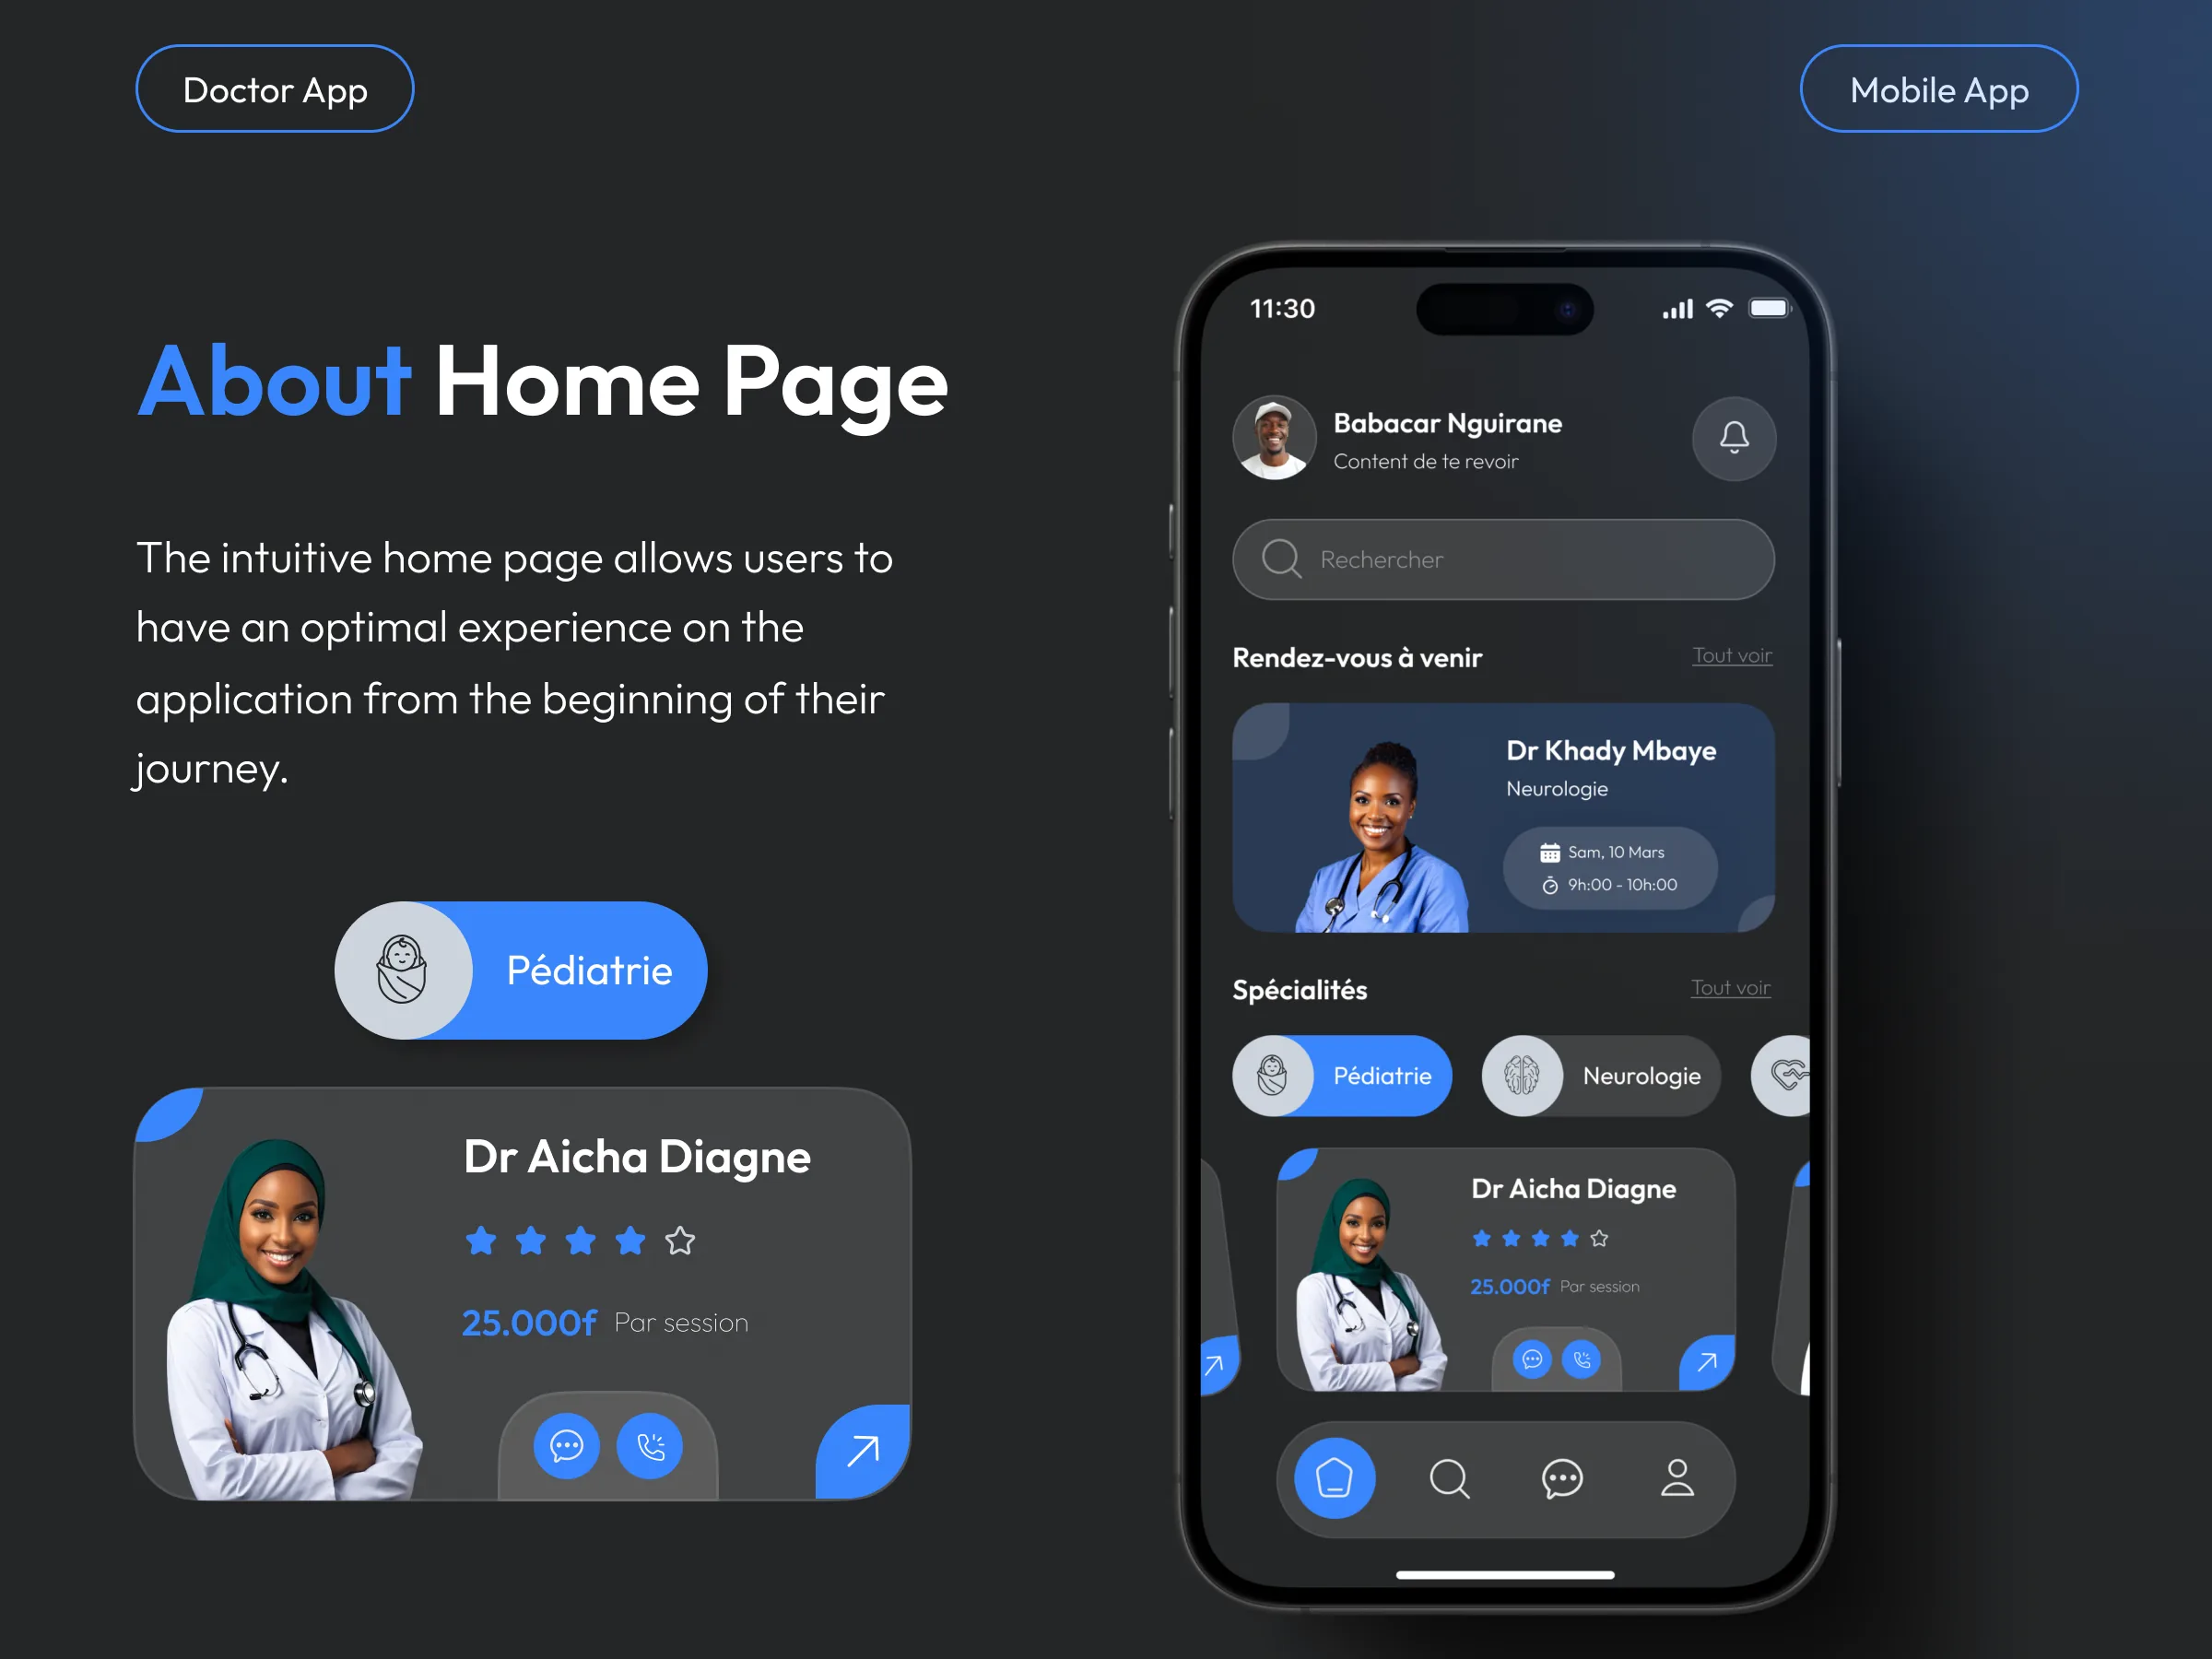 Doctor App
Mobile App
About Home Page
The intuitive home page allows users to
have an optimal experience on the
application from the beginning of their
journey.
Pédiatrie
Dr Aicha Diagne
25.000f Par session
11:30
Babacar Nguirane
Content de te revoir
Rechercher
Rendez-vous à venir
Tout voir
Dr Khady Mbaye
Neurologie
Sam, 10 Mars
9h:00 - 10h:00
Spécialités
Tout voir
Pédiatrie
Neurologie
Dr Aicha Diagne
25.000f Par session